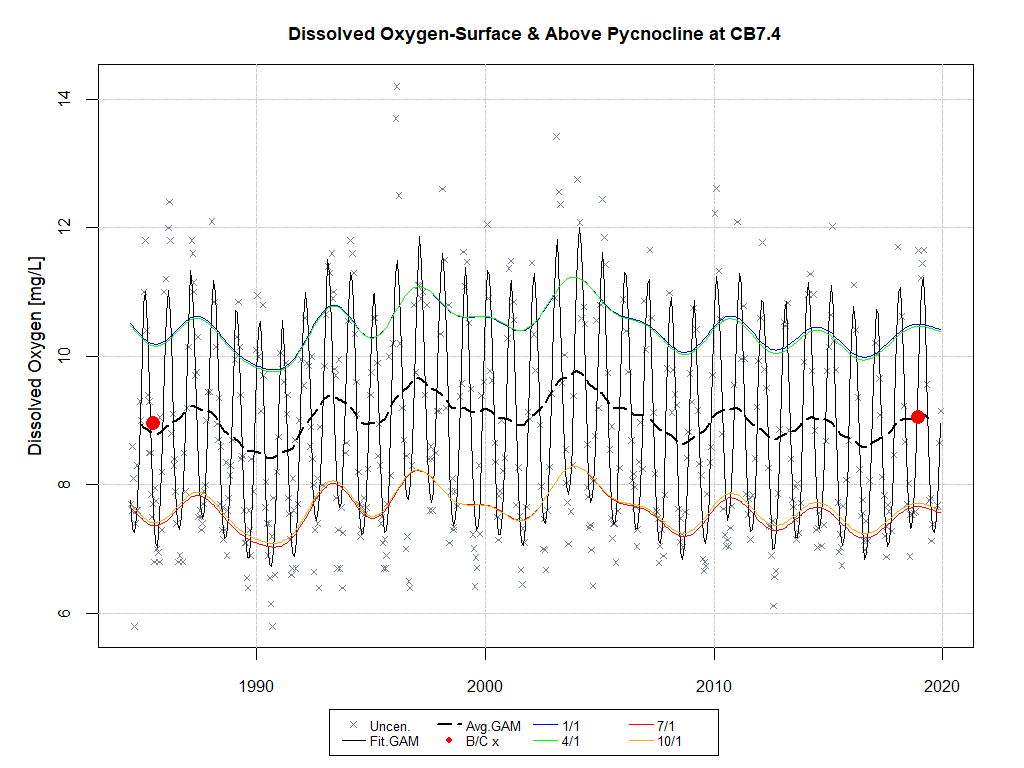 Dissolved Oxygen-Surface & Above Pycnocline at CB7.4
Dissolved Oxygen [mg/L]
14
12
10
8
6
1990 2000 2010 2020
Uncen. Avg.GAM 1/1 7/1
Fit.GAM B/C x 4/1 10/1